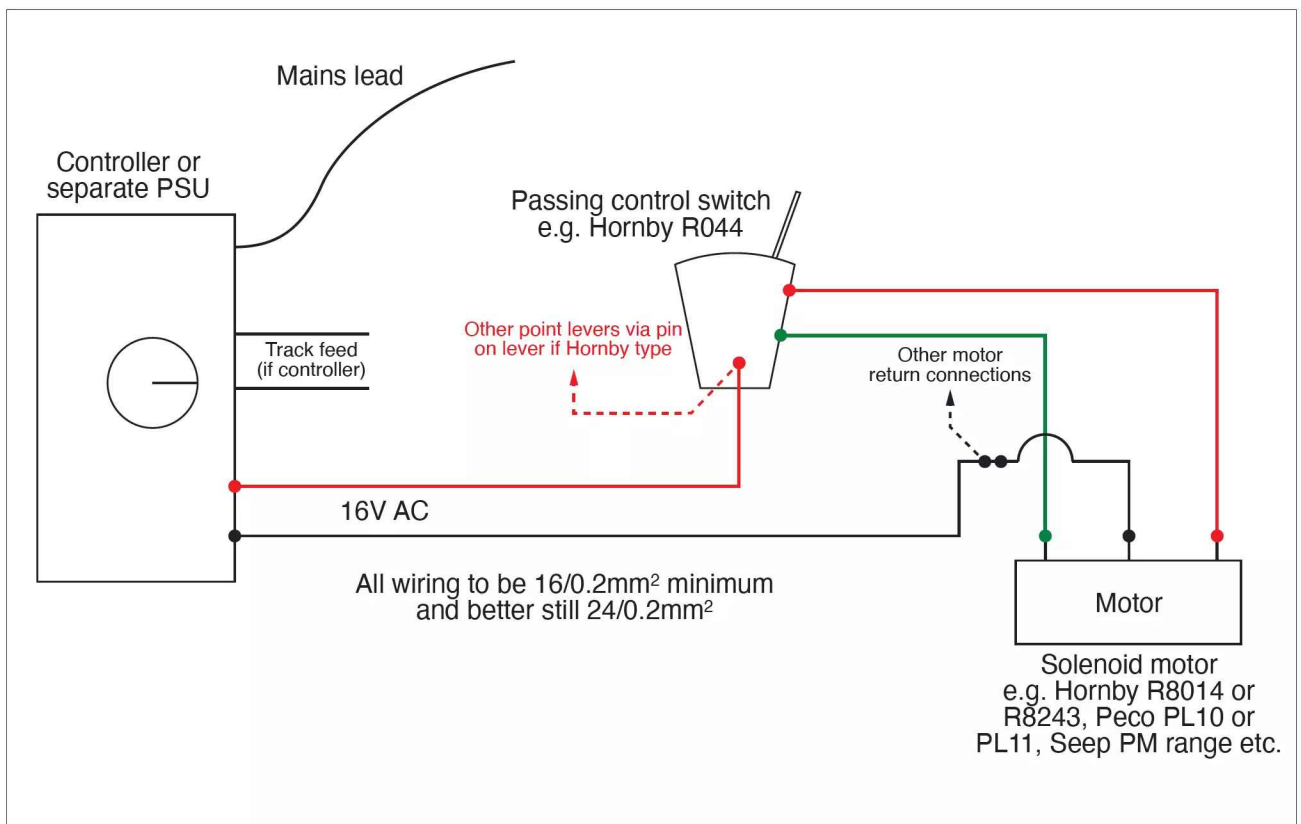 Mains lead
Controller or
separate PSU
Passing control switch
e.g. Hornby R044
Other point levers via pin
on lever if Hornby type
Track feed
(if controller)
Other motor
return connections
16V AC
All wiring to be 16/0.2mm²  minimum
and better still 24/0.2mm²
Motor
Solenoid motor
e.g. Hornby R8014 or
R8243, Peco PL10 or
PL11, Seep PM range etc.